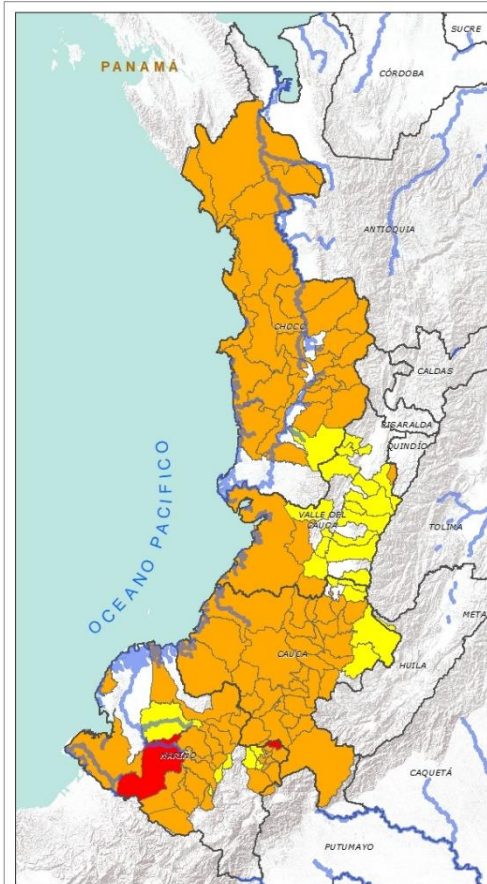 SUCRE
PANAMÁ
CÓRDOBA
ANTIOQUIA
CHOCÓ
CALDAS
RISARALDA
QUINDÍO
OCEANO PACIFICO
VALLE DEL
CAUCA
TOLIMA
META
CAUCA
HUILA
NARIÑO
CAQUETÁ
PUTUMAYO